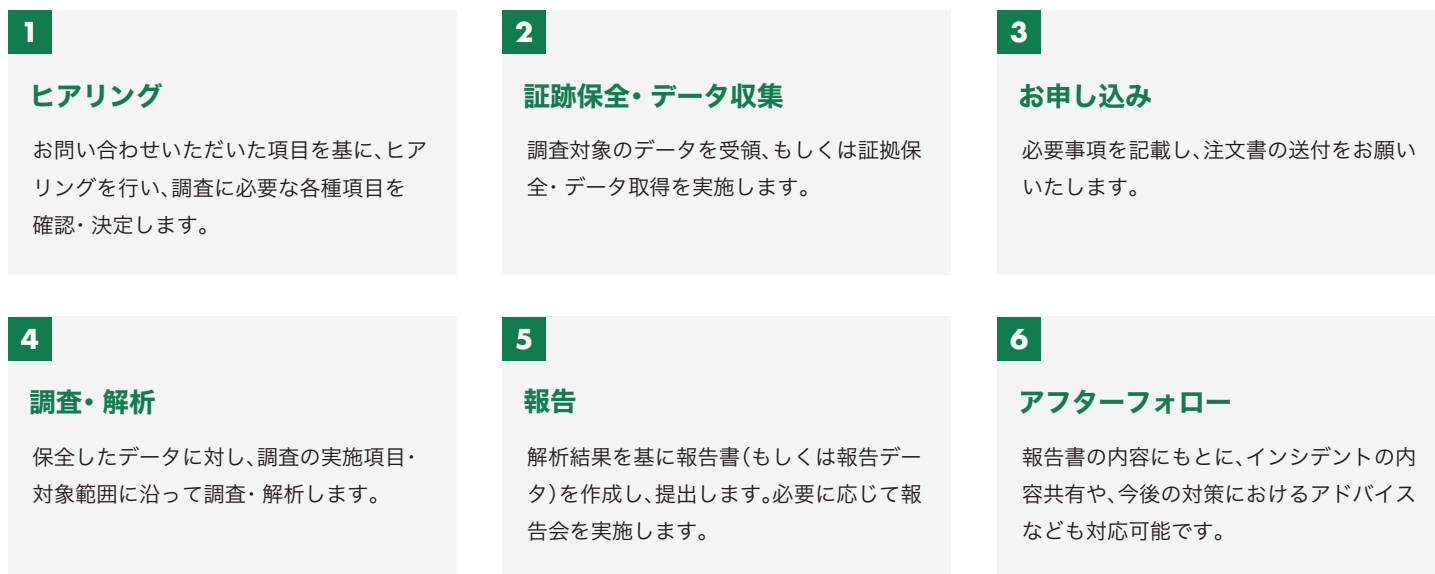 1
ヒアリング
お問い合わせいただいた項目を基に、ヒア
リングを行い、調査に必要な各種項目を
確認・決定します。
2
証跡保全・データ収集
調査対象のデータを受領、もしくは証拠保
全・データ取得を実施します。
3
お申し込み
必要事項を記載し、注文書の送付をお願い
いたします。
4
調査・解析
保全したデータに対し、調査の実施項目・
対象範囲に沿って調査・解析します。
5
報告
解析結果を基に報告書（もしくは報告デー
タ）を作成し、提出します。必要に応じて報
告会を実施します。
6
アフターフォロー
報告書の内容にもとに、インシデントの内
容共有や、今後の対策におけるアドバイス
なども対応可能です。